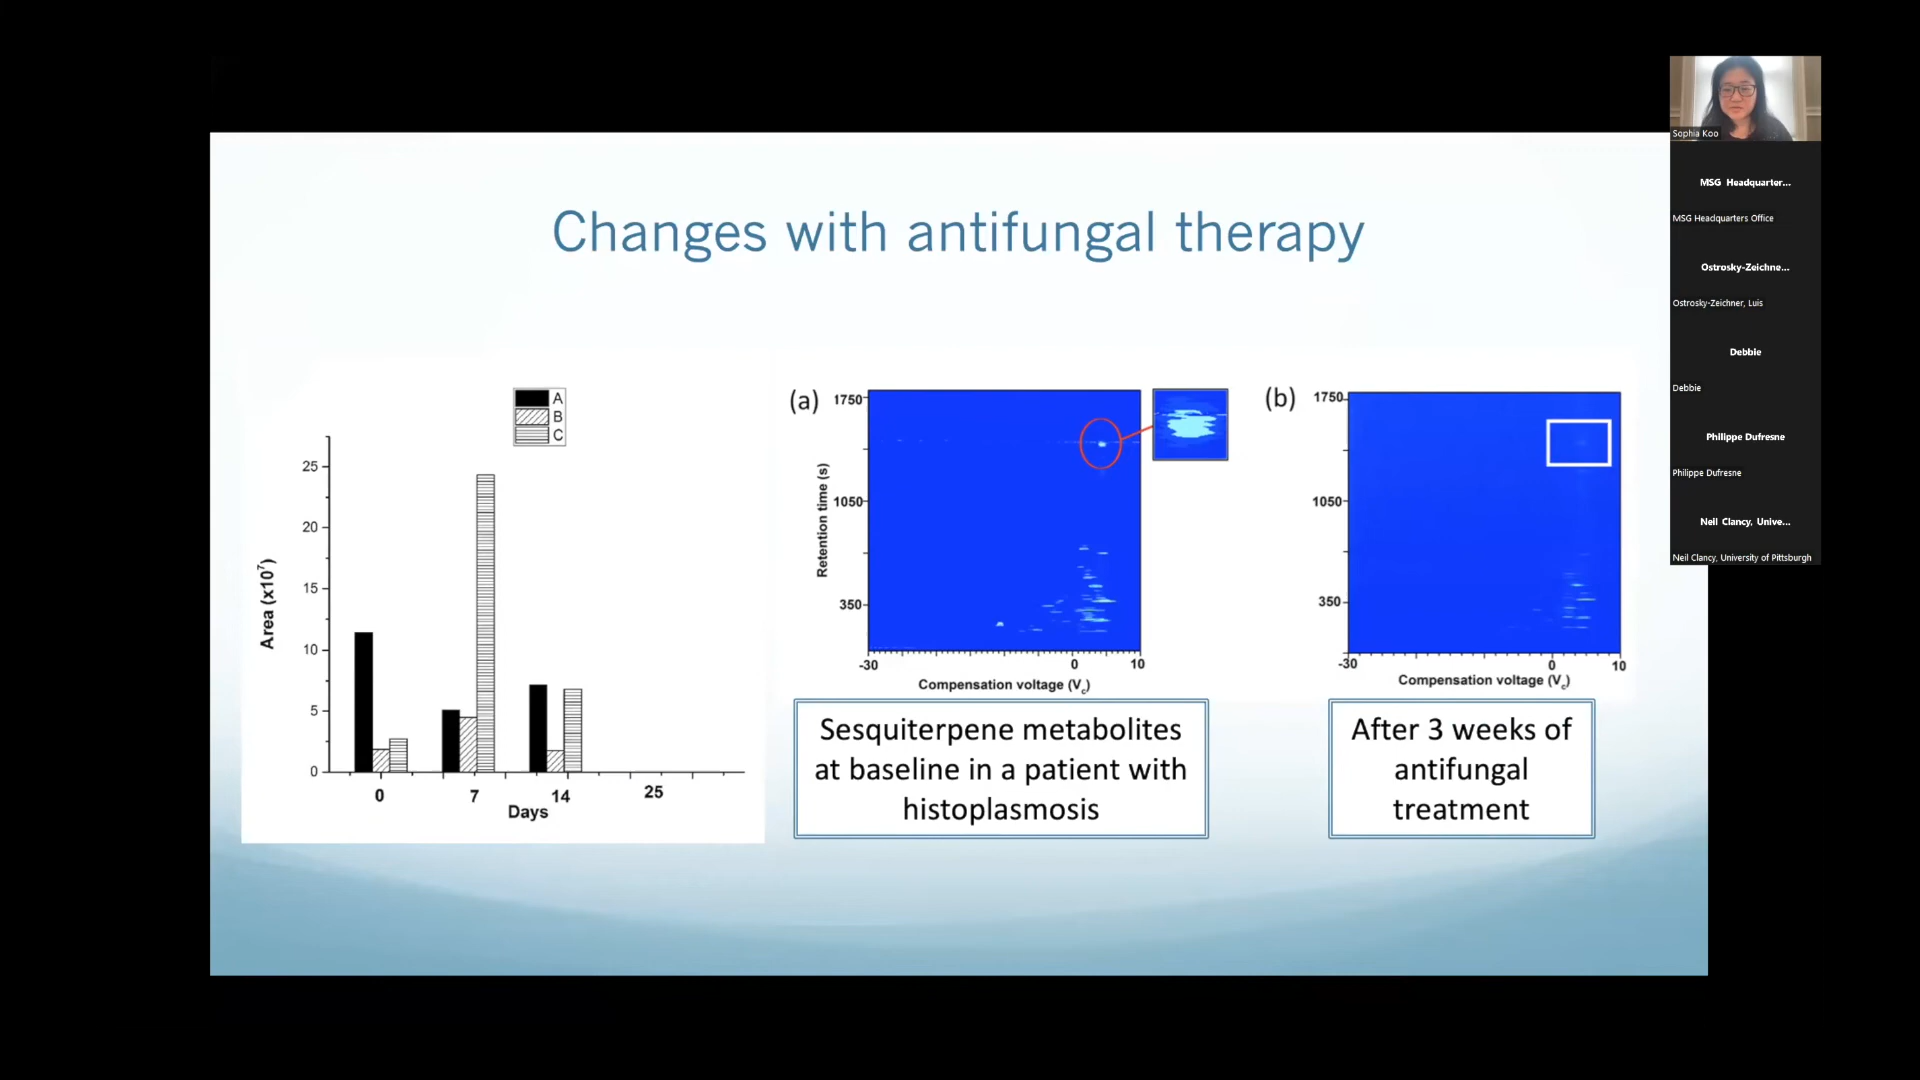 Changes with antifungal therapy
A
B
C
25
20
15
10
5
0
Area (x10⁷)
0 7 14 25
Days
(a)
1750
1050
350
Retention time (s)
-30 0 10
Compensation voltage (Vc)
Sesquiterpene metabolites
at baseline in a patient with
histoplasmosis
(b)
1750
1050
350
-30 0 10
Compensation voltage (Vc)
After 3 weeks of
antifungal
treatment
Sophia Koo
MSG Headquarter...
MSG Headquarters Office
Ostrosky-Zeichne...
Ostrosky-Zeichner, Luis
Debbie
Debbie
Philippe Dufresne
Philippe Dufresne
Neil Clancy, Unive...
Neil Clancy, University of Pittsburgh